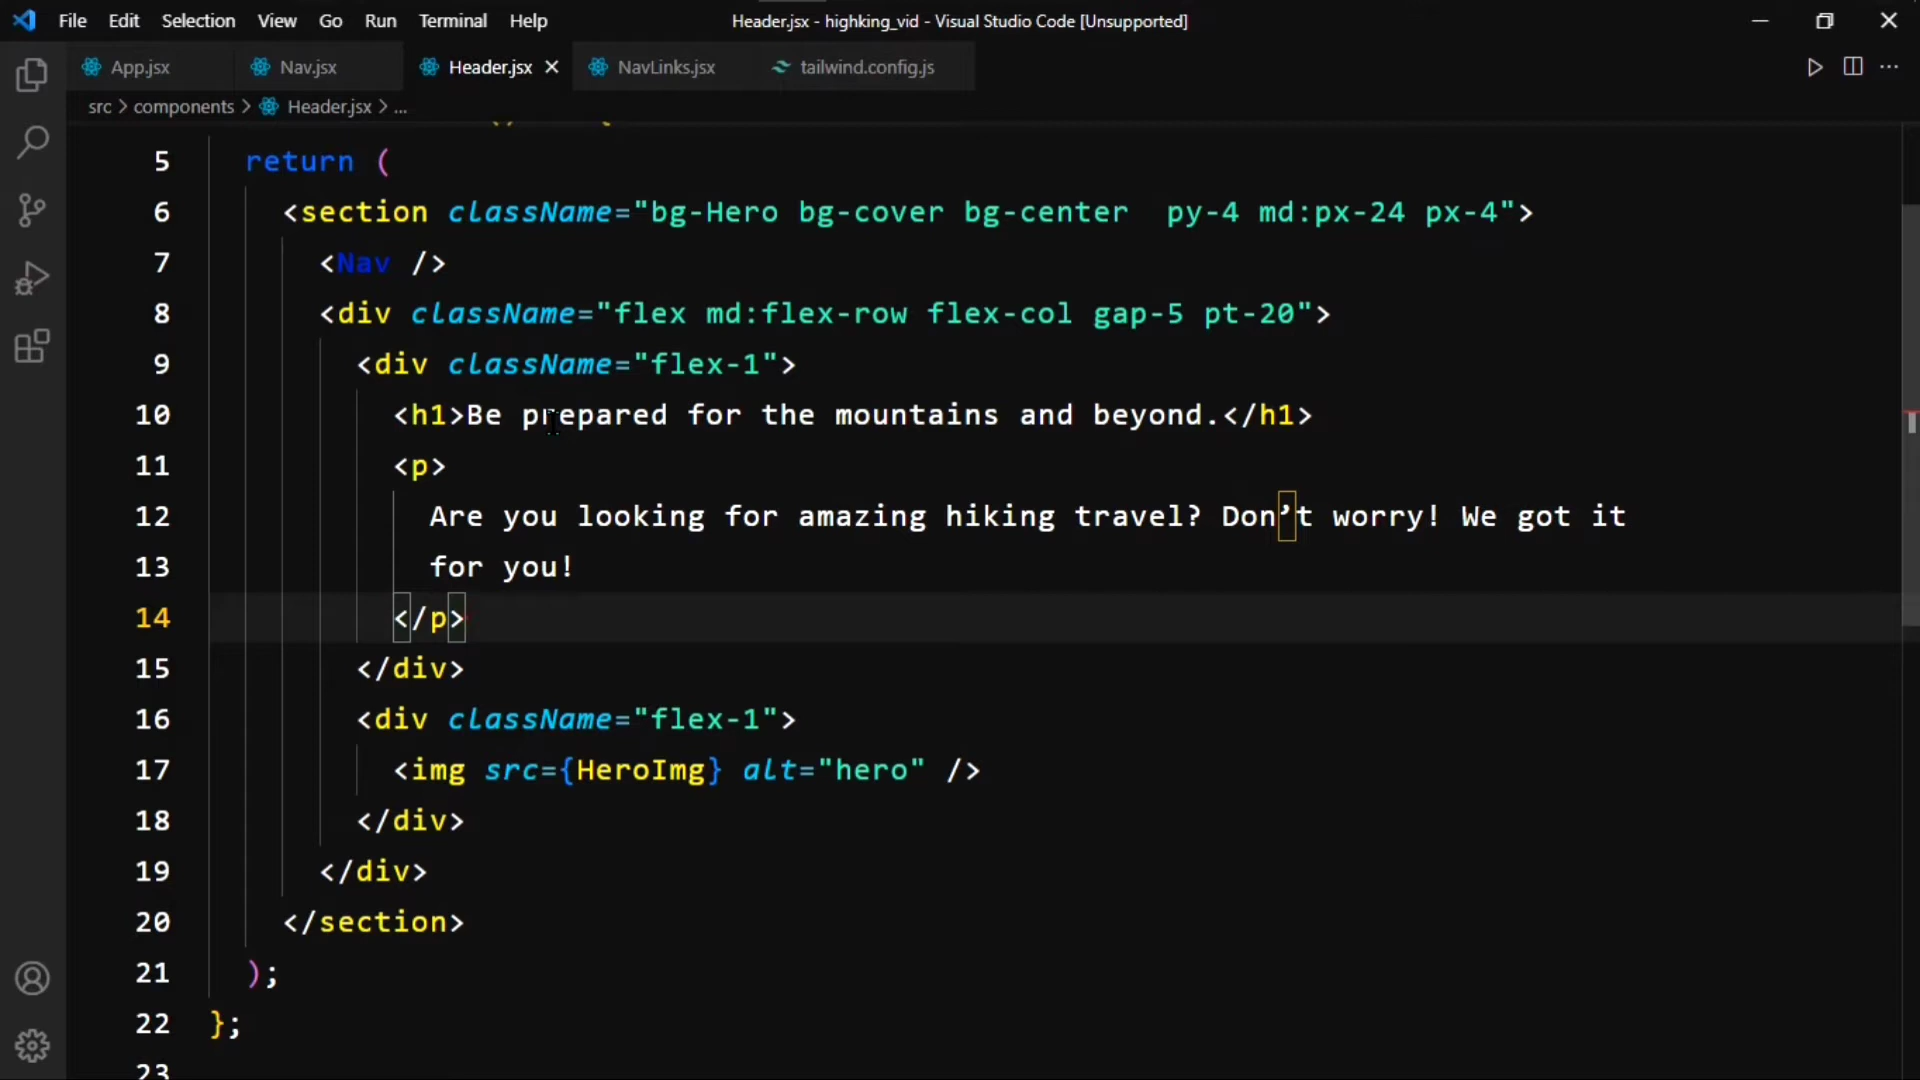 File Edit Selection View Go Run Terminal Help Header.jsx - highking_vid - Visual Studio Code [Unsupported]
App.jsx Nav.jsx Header.jsx NavLinks.jsx tailwind.config.js
src > components > Header.jsx > ...
5 return (
6 <section className="bg-Hero bg-cover bg-center  py-4 md:px-24 px-4">
7 <Nav />
8 <div className="flex md:flex-row flex-col gap-5 pt-20">
9 <div className="flex-1">
10 <h1>Be prepared for the mountains and beyond.</h1>
11 <p>
12 Are you looking for amazing hiking travel? Don’t worry! We got it
13 for you!
14 </p>
15 </div>
16 <div className="flex-1">
17 <img src={HeroImg} alt="hero" />
18 </div>
19 </div>
20 </section>
21 );
22 };
23